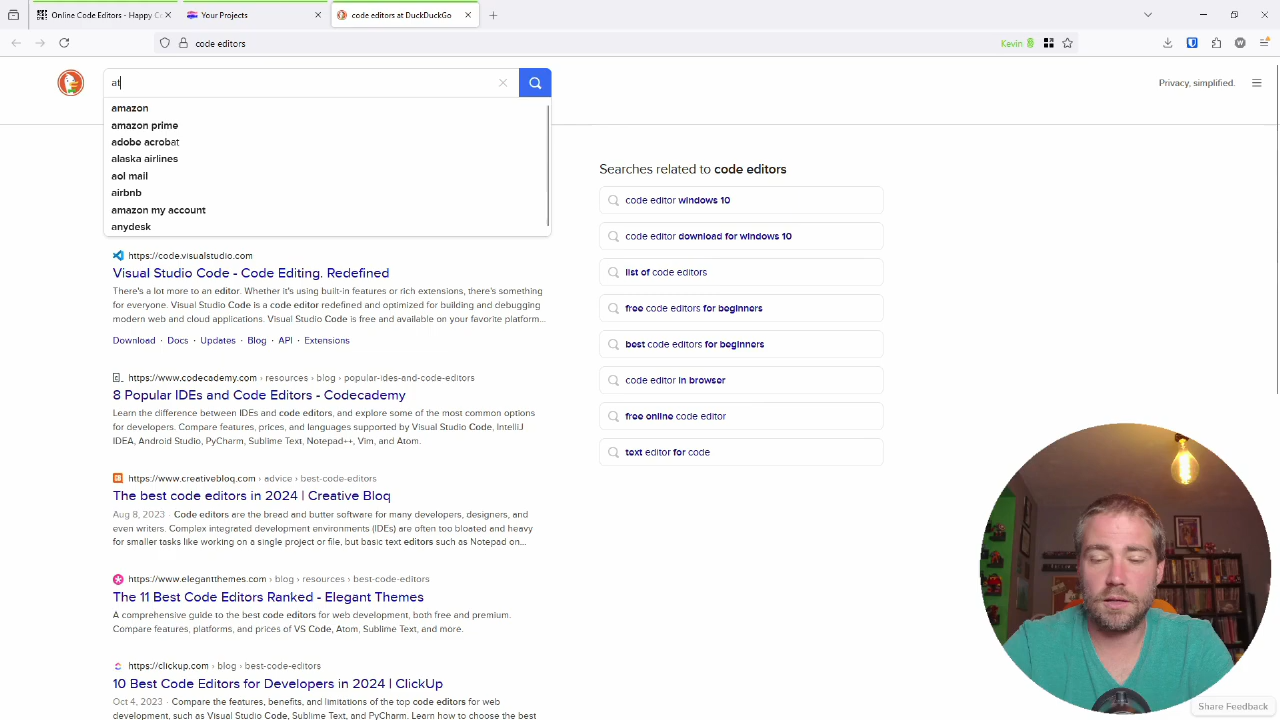 Online Code Editors - Happy Co
Your Projects
code editors at DuckDuckGo
code editors
Kevin
at
Privacy, simplified.
amazon
amazon prime
adobe acrobat
alaska airlines
aol mail
airbnb
amazon my account
anydesk
https://code.visualstudio.com
Visual Studio Code - Code Editing. Redefined
There's a lot more to an editor. Whether it's using built-in features or rich extensions, there's something
for everyone. Visual Studio Code is a code editor redefined and optimized for building and debugging
modern web and cloud applications. Visual Studio Code is free and available on your favorite platform...
Download · Docs · Updates · Blog · API · Extensions
https://www.codecademy.com › resources › blog › popular-ides-and-code-editors
8 Popular IDEs and Code Editors - Codecademy
Learn the difference between IDEs and code editors, and explore some of the most common options
for developers. Compare features, prices, and languages supported by Visual Studio Code, IntelliJ
IDEA, Android Studio, PyCharm, Sublime Text, Notepad++, Vim, and Atom.
https://www.creativebloq.com › advice › best-code-editors
The best code editors in 2024 | Creative Bloq
Aug 8, 2023 · Code editors are the bread and butter software for many developers, designers, and
even writers. Complex integrated development environments (IDEs) are often too bloated and heavy
for smaller tasks like working on a single project or file, but basic text editors such as Notepad on...
https://www.elegantthemes.com › blog › resources › best-code-editors
The 11 Best Code Editors Ranked - Elegant Themes
A comprehensive guide to the best code editors for web development, both free and premium.
Compare features, platforms, and prices of VS Code, Atom, Sublime Text, and more.
https://clickup.com › blog › best-code-editors
10 Best Code Editors for Developers in 2024 | ClickUp
Oct 4, 2023 · Compare the features, benefits, and limitations of the top code editors for web
development, such as Visual Studio Code, PyCharm, and Atom. Learn how to choose the best
Searches related to code editors
code editor windows 10
code editor download for windows 10
list of code editors
free code editors for beginners
best code editors for beginners
code editor in browser
free online code editor
text editor for code
Share Feedback